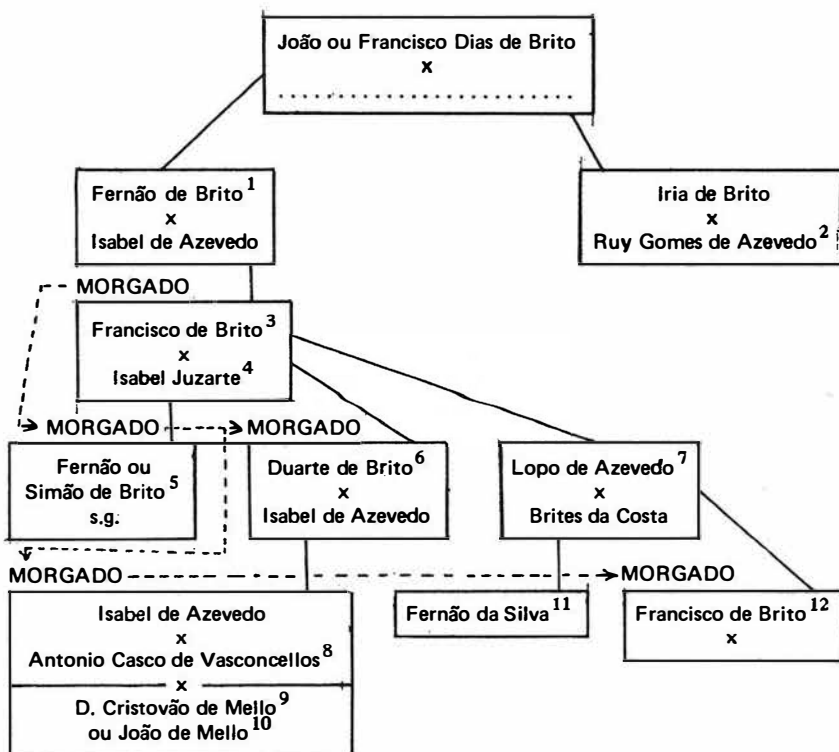 João ou Francisco Dias de Brito
x
..............................
Fernão de Brito 1
x
Isabel de Azevedo
Iria de Brito
x
Ruy Gomes de Azevedo 2
MORGADO
Francisco de Brito 3
x
Isabel Juzarte 4
MORGADO
MORGADO
Fernão ou
Simão de Brito 5
s.g.
Duarte de Brito 6
x
Isabel de Azevedo
Lopo de Azevedo 7
x
Brites da Costa
MORGADO
MORGADO
Isabel de Azevedo
x
Antonio Casco de Vasconcellos 8
x
D. Cristovão de Mello 9
ou João de Mello 10
Fernão da Silva 11
Francisco de Brito 12
x